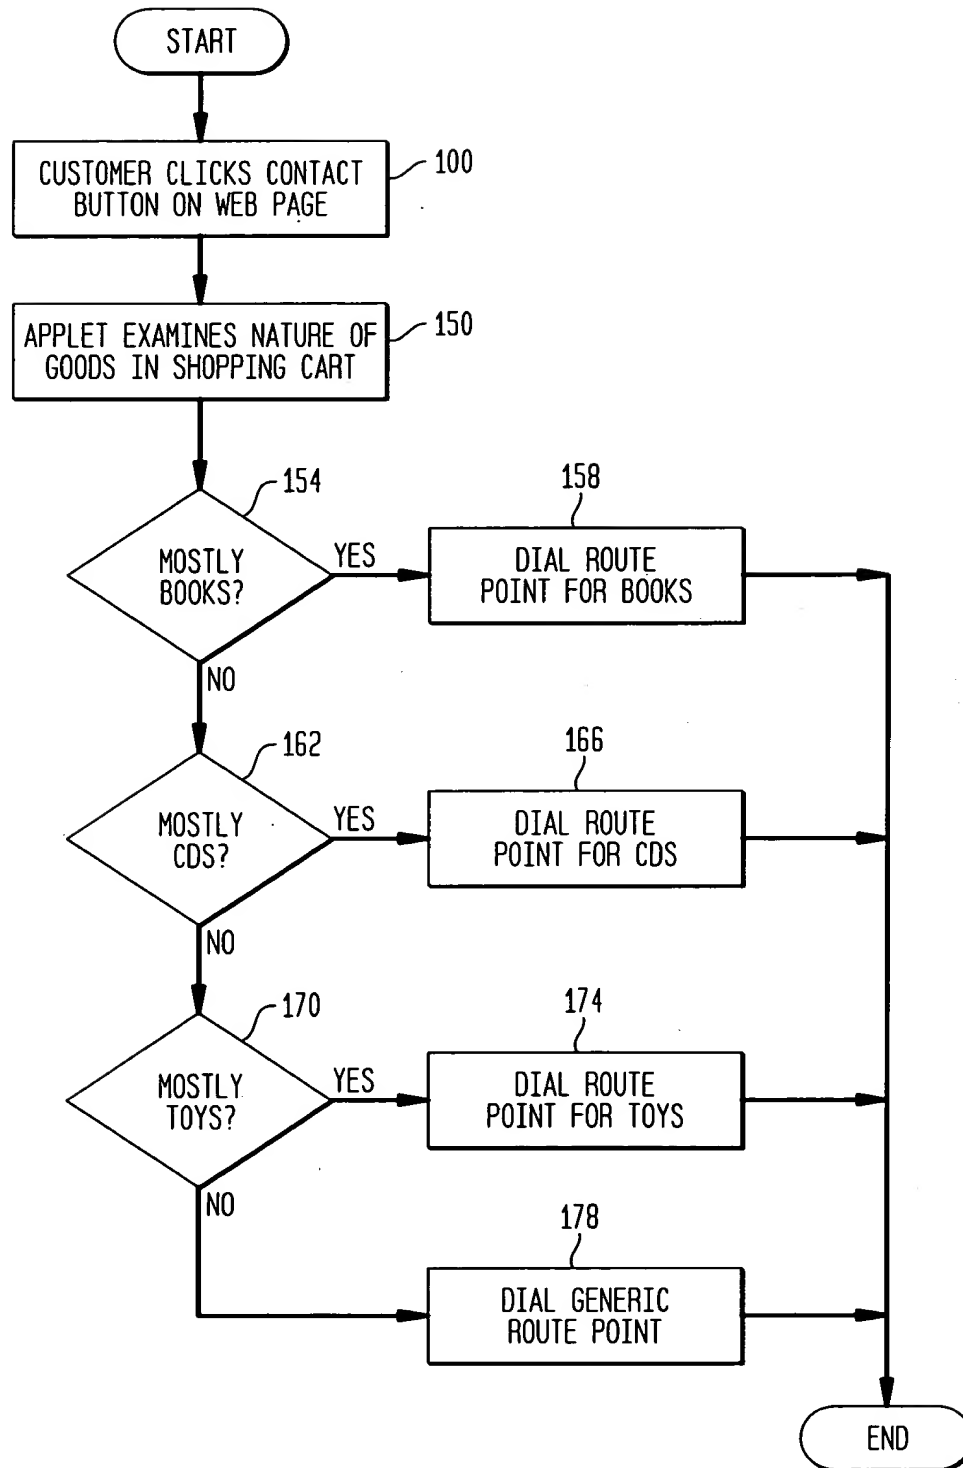 START
CUSTOMER CLICKS CONTACT
BUTTON ON WEB PAGE
100
APPLET EXAMINES NATURE OF
GOODS IN SHOPPING CART
150
154
MOSTLY
BOOKS?
YES
NO
158
DIAL ROUTE
POINT FOR BOOKS
162
MOSTLY
CDS?
YES
NO
166
DIAL ROUTE
POINT FOR CDS
170
MOSTLY
TOYS?
YES
NO
174
DIAL ROUTE
POINT FOR TOYS
178
DIAL GENERIC
ROUTE POINT
END